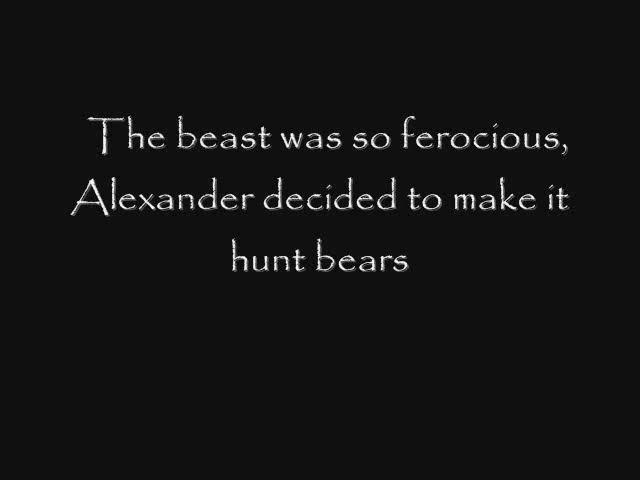 The beast was so ferocious,
Alexander decided to make it
hunt bears